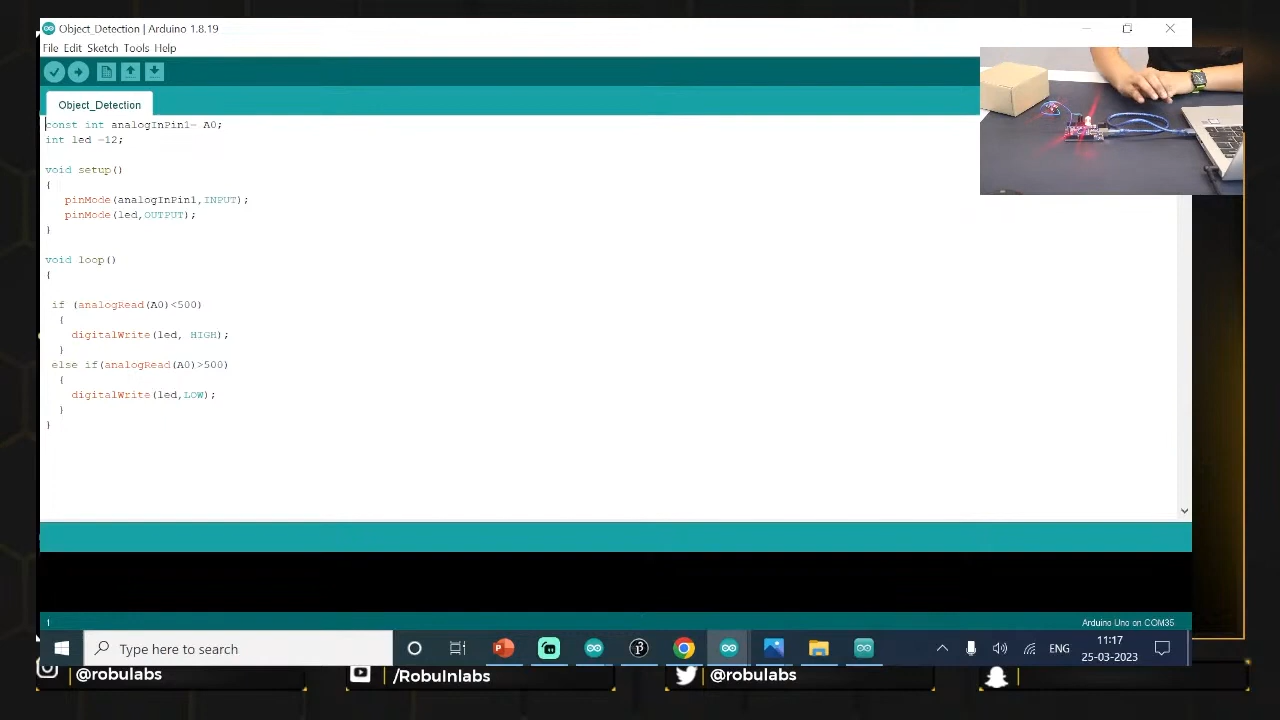 Object_Detection | Arduino 1.8.19
File Edit Sketch Tools Help
Object_Detection
const int analogInPin1= A0;
int led =12;
void setup()
{
pinMode(analogInPin1,INPUT);
pinMode(led,OUTPUT);
}
void loop()
{
if (analogRead(A0)<500)
{
digitalWrite(led, HIGH);
}
else if(analogRead(A0)>500)
{
digitalWrite(led,LOW);
}
}
1
Arduino Uno on COM35
Type here to search
ENG
11:17
25-03-2023
@robulabs
/RobuInlabs
@robulabs